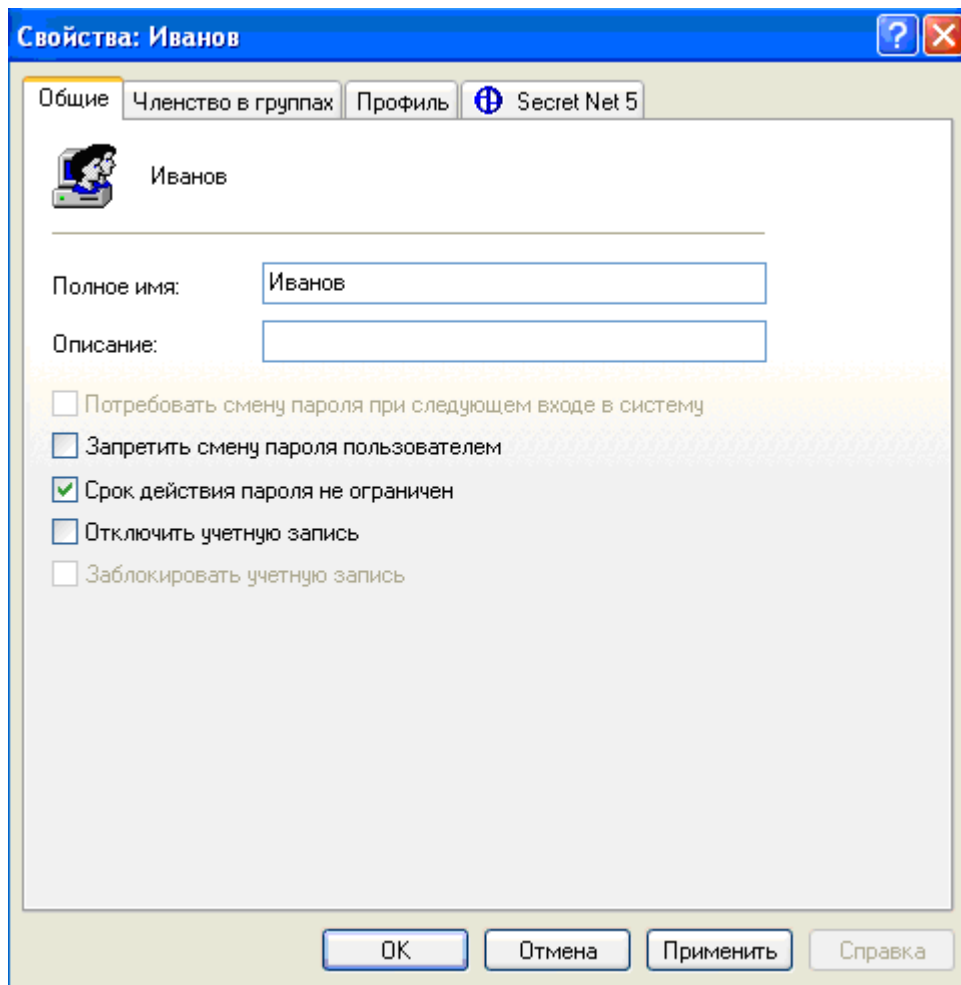 Свойства: Иванов
Общие Членство в группах Профиль Secret Net 5
Иванов
Полное имя: Иванов
Описание:
Потребовать смену пароля при следующем входе в систему
Запретить смену пароля пользователем
Срок действия пароля не ограничен
Отключить учетную запись
Заблокировать учетную запись
OK Отмена Применить Справка